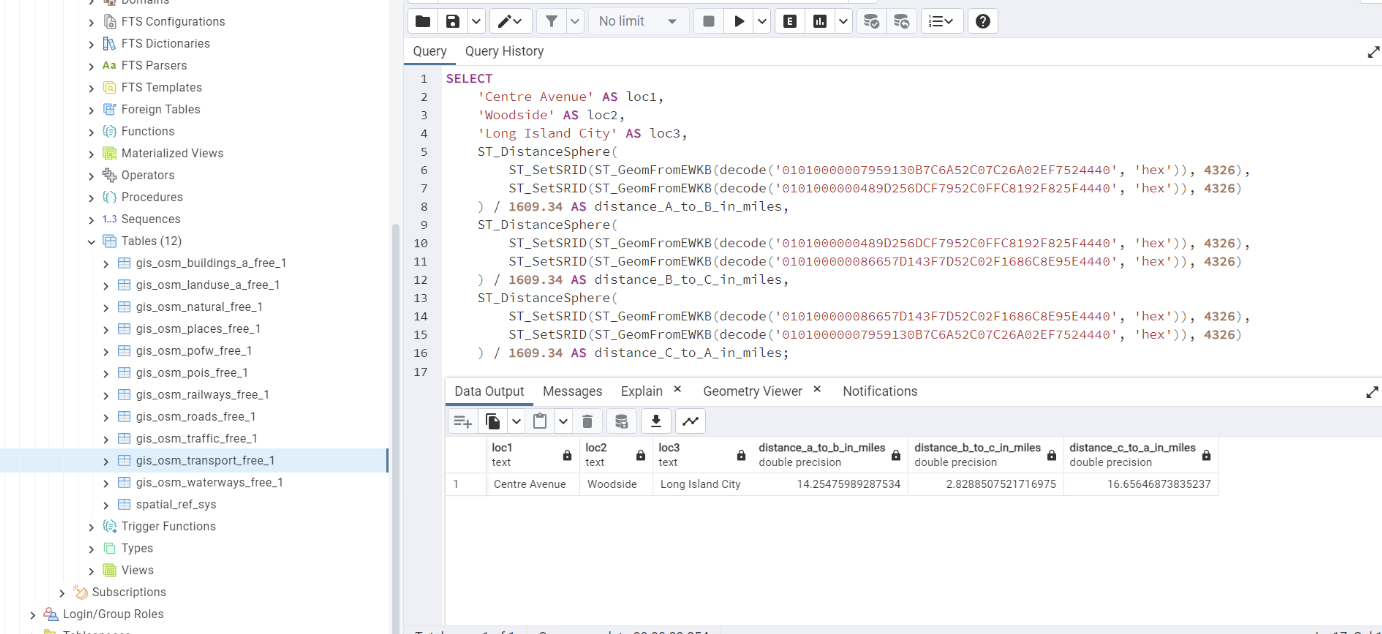 Domains
FTS Configurations
FTS Dictionaries
Aa FTS Parsers
FTS Templates
Foreign Tables
Functions
Materialized Views
Operators
Procedures
1..3 Sequences
Tables (12)
gis_osm_buildings_a_free_1
gis_osm_landuse_a_free_1
gis_osm_natural_free_1
gis_osm_places_free_1
gis_osm_pofw_free_1
gis_osm_pois_free_1
gis_osm_railways_free_1
gis_osm_roads_free_1
gis_osm_traffic_free_1
gis_osm_transport_free_1
gis_osm_waterways_free_1
spatial_ref_sys
Trigger Functions
Types
Views
Subscriptions
Login/Group Roles
No limit E
Query Query History
1 SELECT
2 'Centre Avenue' AS loc1,
3 'Woodside' AS loc2,
4 'Long Island City' AS loc3,
5 ST_DistanceSphere(
6 ST_SetSRID(ST_GeomFromEWKB(decode('01010000007959130B7C6A52C07C26A02EF7524440', 'hex')), 4326),
7 ST_SetSRID(ST_GeomFromEWKB(decode('0101000000489D256DCF7952C0FFC8192F825F4440', 'hex')), 4326)
8 ) / 1609.34 AS distance_A_to_B_in_miles,
9 ST_DistanceSphere(
10 ST_SetSRID(ST_GeomFromEWKB(decode('0101000000489D256DCF7952C0FFC8192F825F4440', 'hex')), 4326),
11 ST_SetSRID(ST_GeomFromEWKB(decode('010100000086657D143F7D52C02F1686C8E95E4440', 'hex')), 4326)
12 ) / 1609.34 AS distance_B_to_C_in_miles,
13 ST_DistanceSphere(
14 ST_SetSRID(ST_GeomFromEWKB(decode('010100000086657D143F7D52C02F1686C8E95E4440', 'hex')), 4326),
15 ST_SetSRID(ST_GeomFromEWKB(decode('01010000007959130B7C6A52C07C26A02EF7524440', 'hex')), 4326)
16 ) / 1609.34 AS distance_C_to_A_in_miles;
17
Data Output Messages Explain × Geometry Viewer × Notifications
loc1 loc2 loc3 distance_a_to_b_in_miles distance_b_to_c_in_miles distance_c_to_a_in_miles
text text text double precision double precision double precision
1 Centre Avenue Woodside Long Island City 14.25475989287534 2.8288507521716975 16.65646873835237